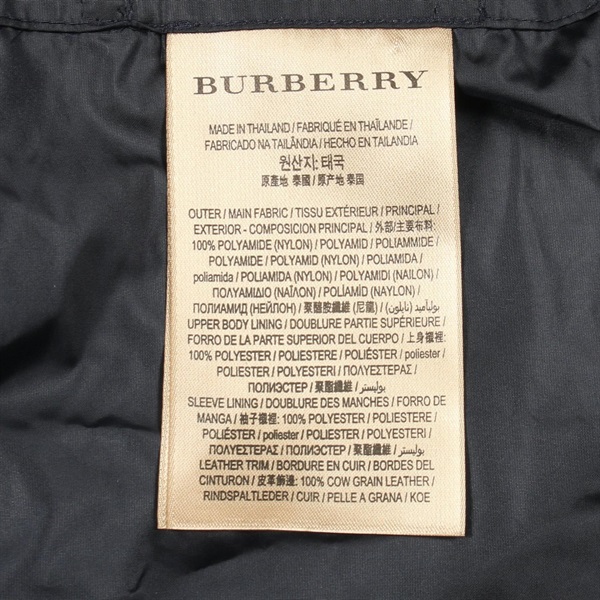 BURBERRY
MADE IN THAILAND / FABRIQUÉ EN THAÏLANDE /
FABRICADO NA TAILÂNDIA / HECHO EN TAILANDIA
원산지: 태국
原產地 泰國 / 原产地 泰国
OUTER / MAIN FABRIC / TISSU EXTÉRIEUR / PRINCIPAL /
EXTERIOR - COMPOSICION PRINCIPAL / 外部/主要布料:
100% POLYAMIDE (NYLON) / POLYAMID / POLIAMMIDE /
POLYAMIDE / POLYAMID (NYLON) / POLIAMIDA /
poliamida / POLIAMIDA (NYLON) / POLYAMIDI (NAILON) /
ΠΟΛΥΑΜΙΔΙΟ (ΝΑΪΛΟΝ) / POLÍAMÍÐ (NAYLON) /
ПОЛИАМИД (НЕЙЛОН) / 聚醯胺纖維 (尼龍) / بوليأميد (نايلون) /
UPPER BODY LINING / DOUBLURE PARTIE SUPÉRIEURE /
FORRO DE LA PARTE SUPERIOR DEL CUERPO / 上身襯裡:
100% POLYESTER / POLIESTERE / POLIÉSTER / poliester /
POLIESTER / POLYESTERI / ΠΟΛΥΕΣΤΕΡΑΣ /
ПОЛИЭСТЕР / 聚酯纖維 / بوليستر /
SLEEVE LINING / DOUBLURE DES MANCHES / FORRO DE
MANGA / 袖子襯裡: 100% POLYESTER / POLIESTERE /
POLIÉSTER / poliester / POLIESTER / POLYESTERI /
ΠΟΛΥΕΣΤΕΡΑΣ / ПОЛИЭСТЕР / 聚酯纖維 / بوليستر /
LEATHER TRIM / BORDURE EN CUIR / BORDES DEL
CINTURON / 皮革飾邊: 100% COW GRAIN LEATHER /
RINDSPALTLEDER / CUIR / PELLE A GRANA / KOE